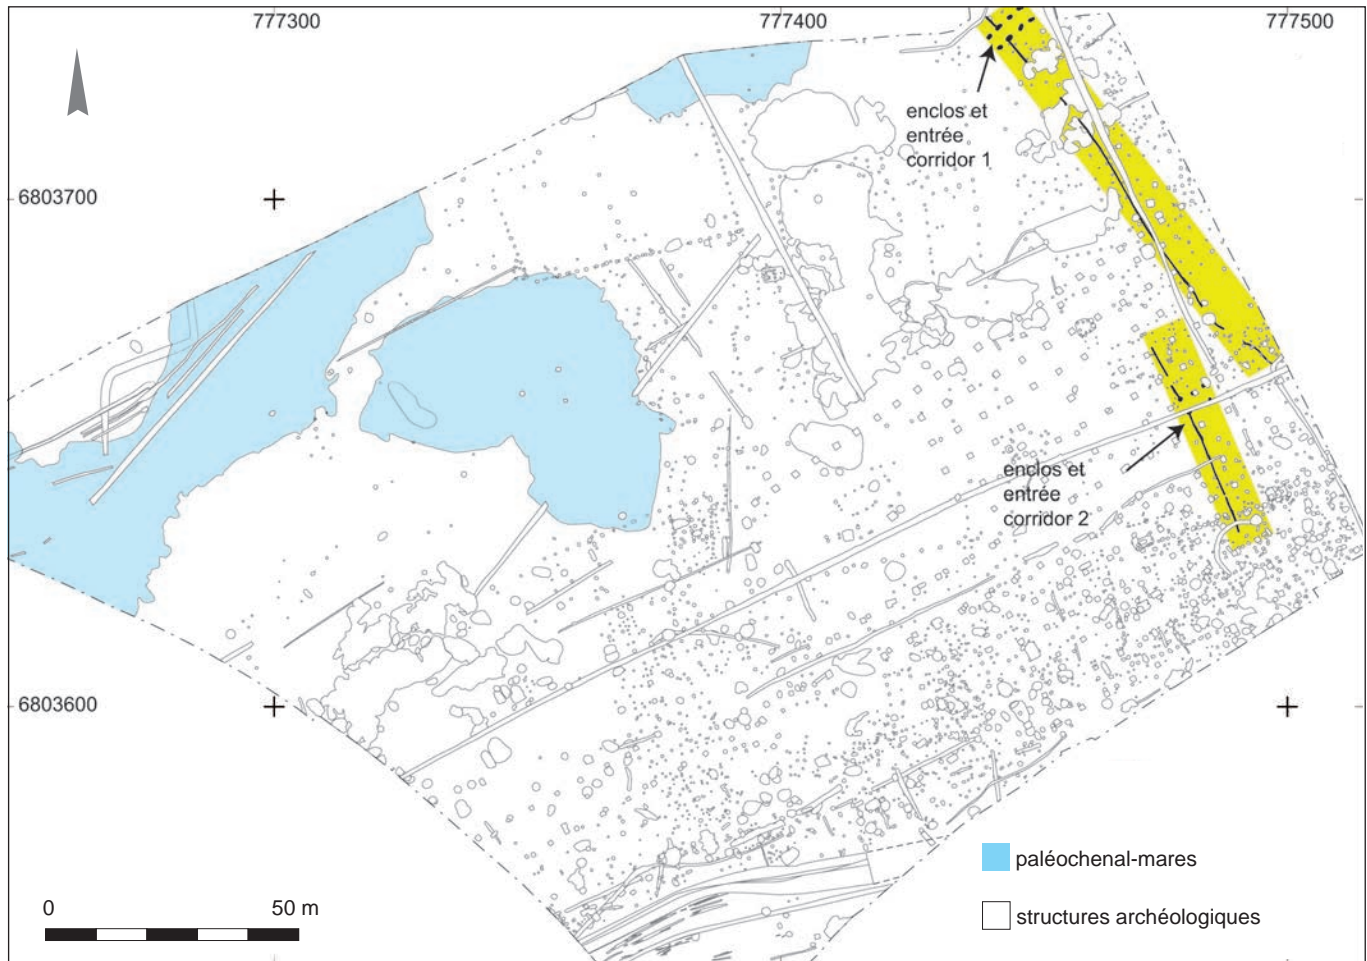 777300
777400
777500
enclos et
entrée
corridor 1
6803700
enclos et
entrée
corridor 2
6803600
paléochenal-mares
0 50 m
structures archéologiques